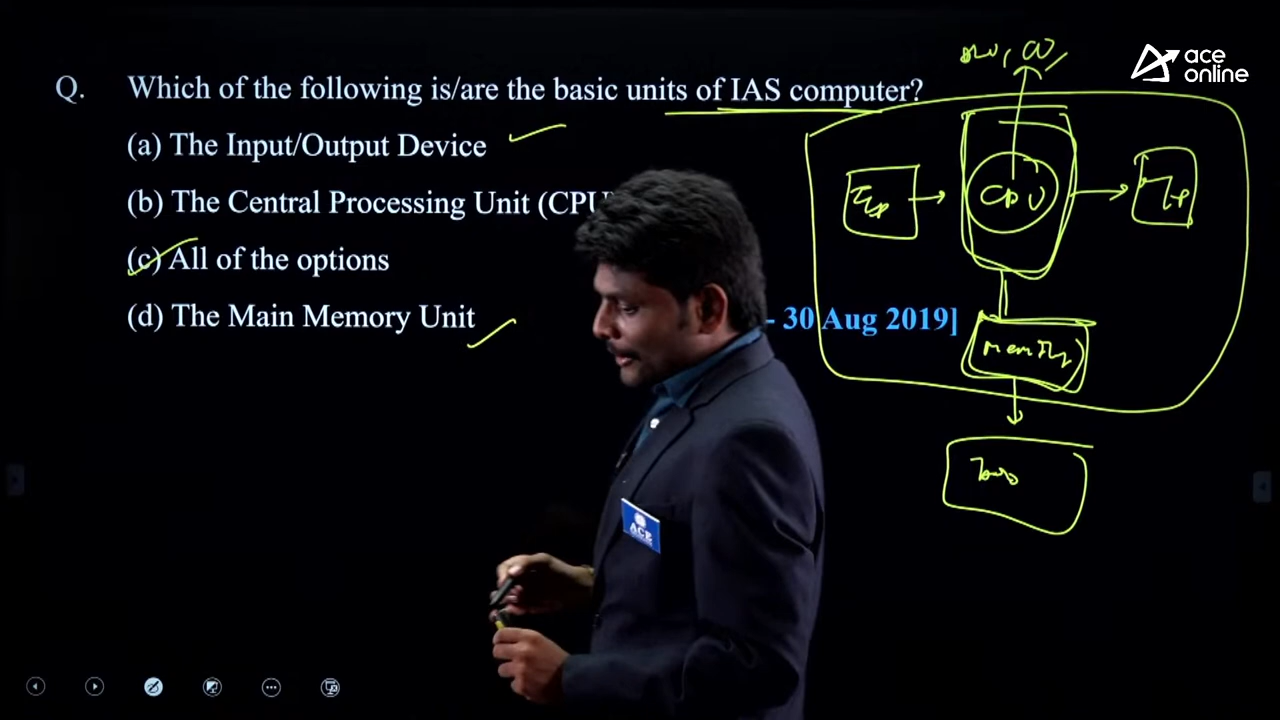 ace
online
Q. Which of the following is/are the basic units of IAS computer?
(a) The Input/Output Device
(b) The Central Processing Unit (CPU
(c) All of the options
(d) The Main Memory Unit
- 30 Aug 2019]
CPU
memory
ACE